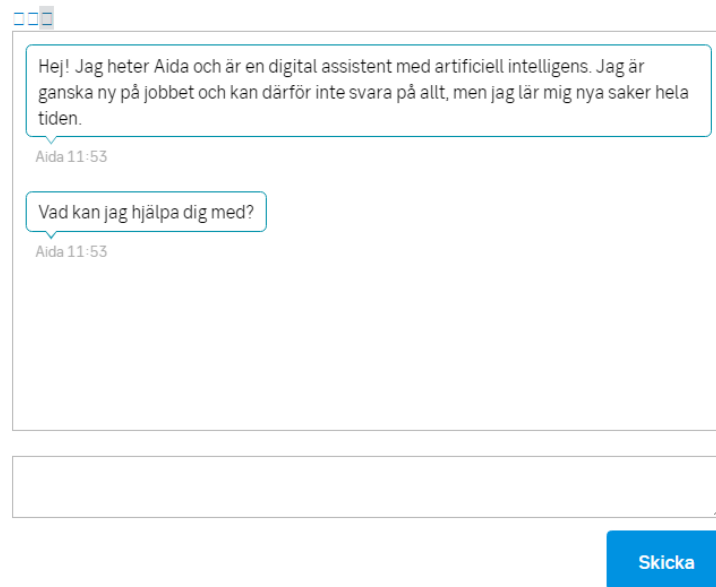 Hej! Jag heter Aida och är en digital assistent med artificiell intelligens. Jag är
ganska ny på jobbet och kan därför inte svara på allt, men jag lär mig nya saker hela
tiden.
Aida 11:53
Vad kan jag hjälpa dig med?
Aida 11:53
Skicka